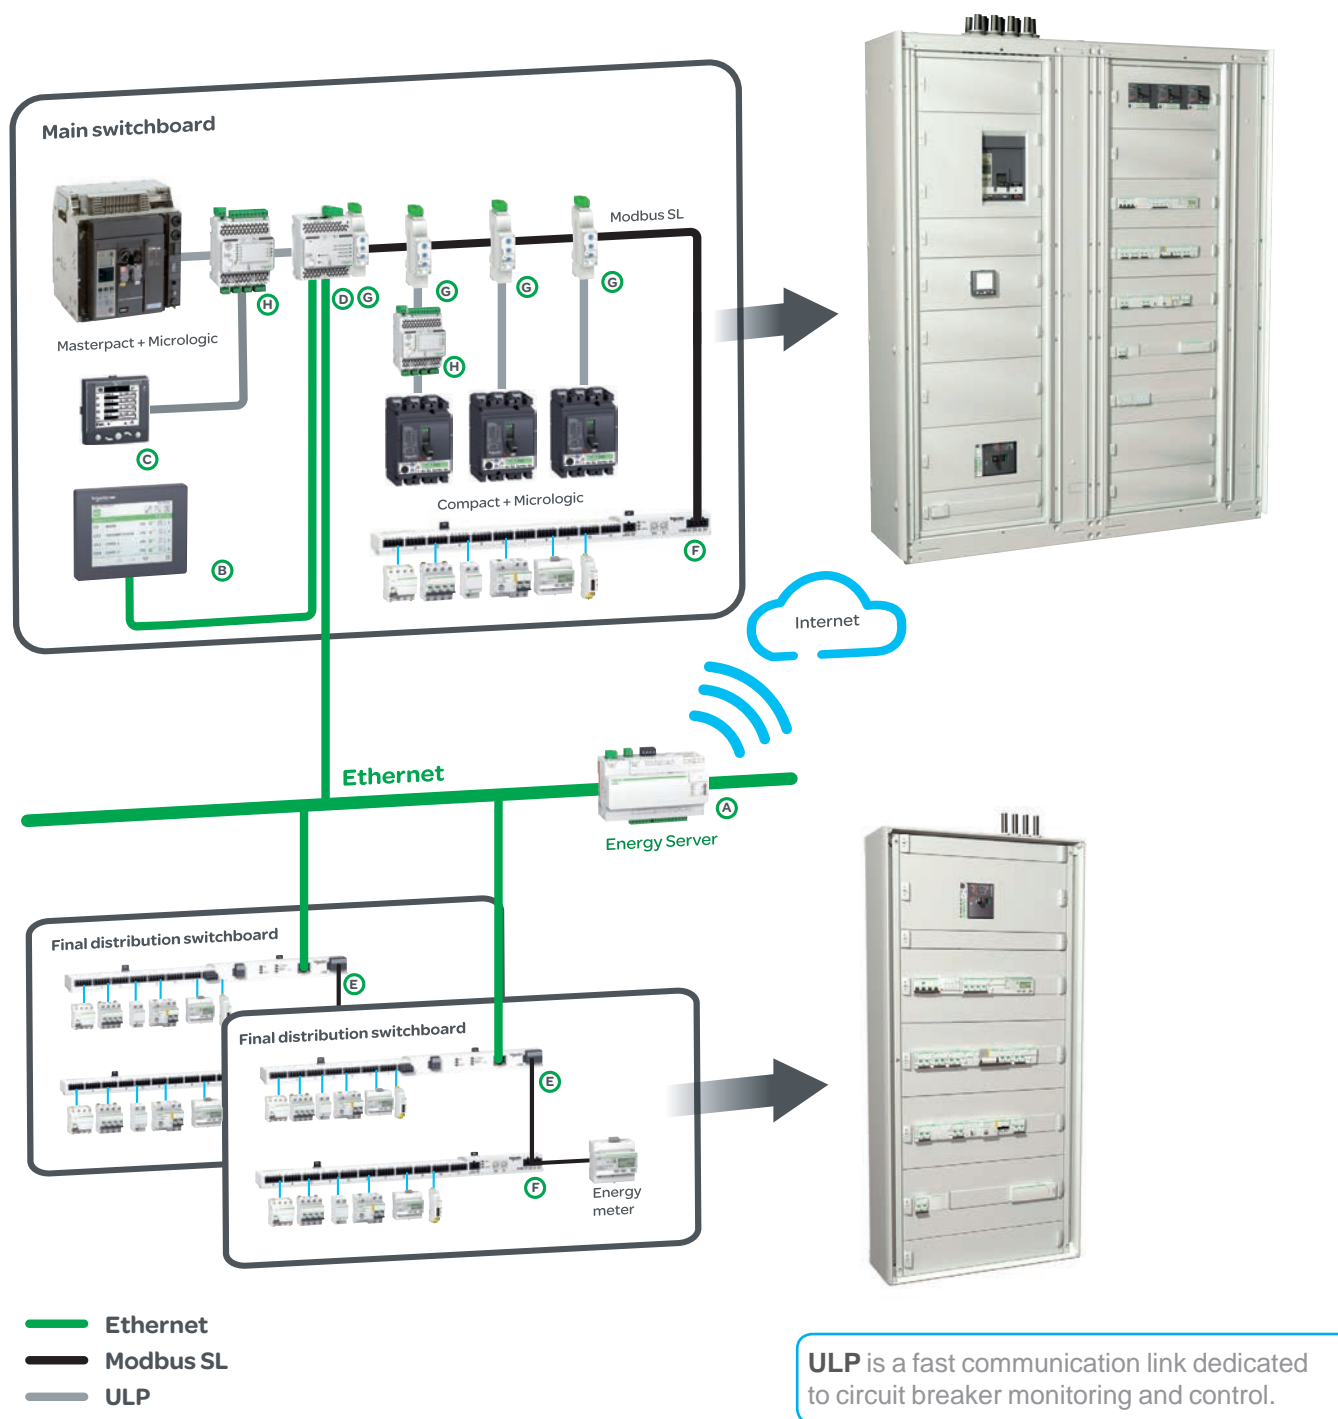 Main switchboard
Modbus SL
H
D
G
G
G
G
Masterpact + Micrologic
H
C
Compact + Micrologic
F
B
Internet
Ethernet
A
Energy Server
Final distribution switchboard
E
Final distribution switchboard
E
F
Energy
meter
Ethernet
Modbus SL
ULP
ULP is a fast communication link dedicated
to circuit breaker monitoring and control.